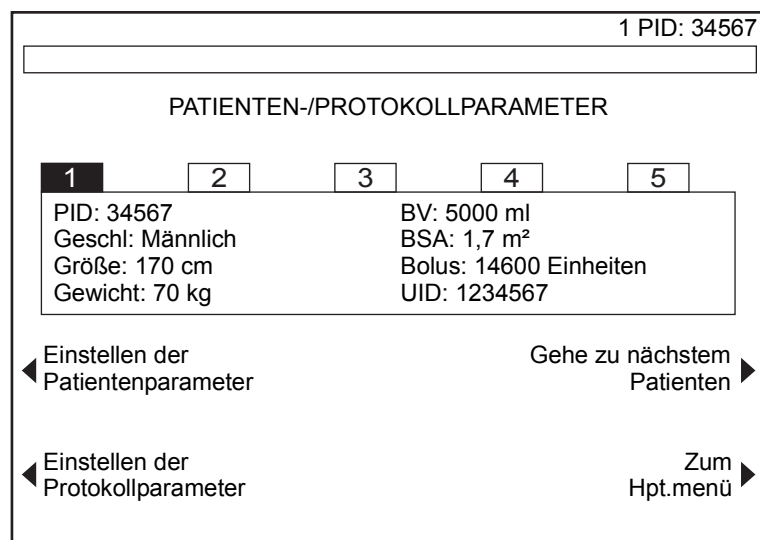 1 PID: 34567
PATIENTEN-/PROTOKOLLPARAMETER
1 2 3 4 5
PID: 34567 BV: 5000 ml
Geschl: Männlich BSA: 1,7 m²
Größe: 170 cm Bolus: 14600 Einheiten
Gewicht: 70 kg UID: 1234567
Einstellen der Gehe zu nächstem
Patientenparameter Patienten
Einstellen der Zum
Protokollparameter Hpt.menü